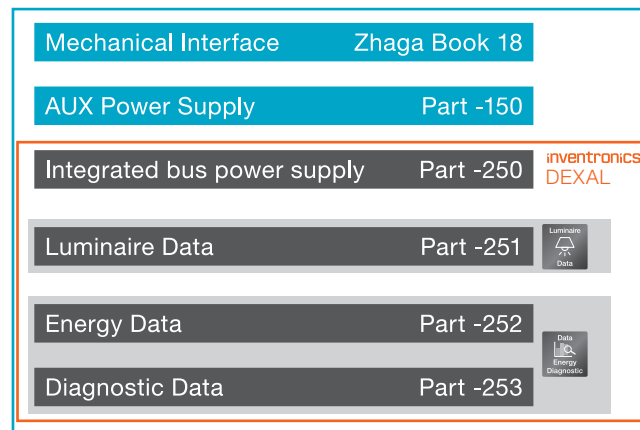 Mechanical Interface Zhaga Book 18
AUX Power Supply Part -150
Integrated bus power supply Part -250
inventronics
DEXAL
Luminaire Data Part -251
Luminaire
Data
Energy Data Part -252
Data
Energy
Diagnostic
Diagnostic Data Part -253